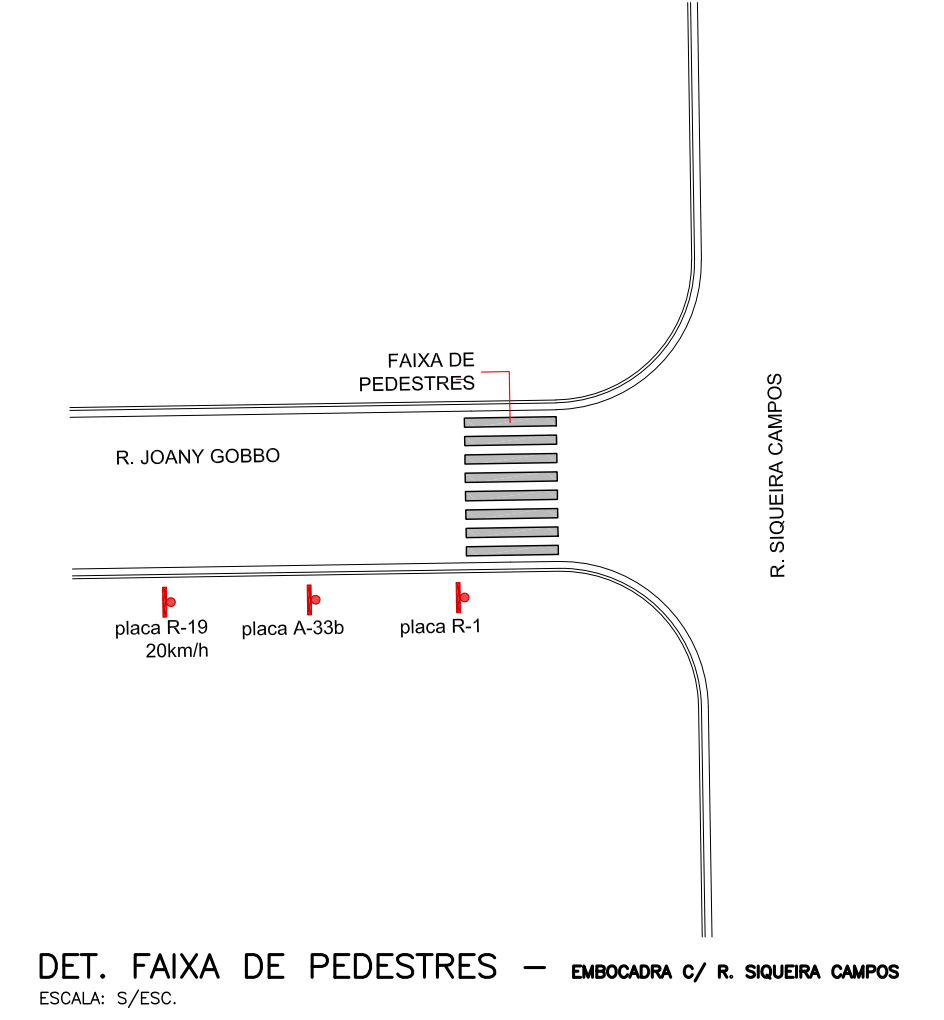 FAIXA DE
PEDESTRES
R. JOANY GOBBO
R. SIQUEIRA CAMPOS
placa R-19
20km/h
placa A-33b
placa R-1
DET. FAIXA DE PEDESTRES – EMBOCADRA C/ R. SIQUEIRA CAMPOS
ESCALA: S/ESC.